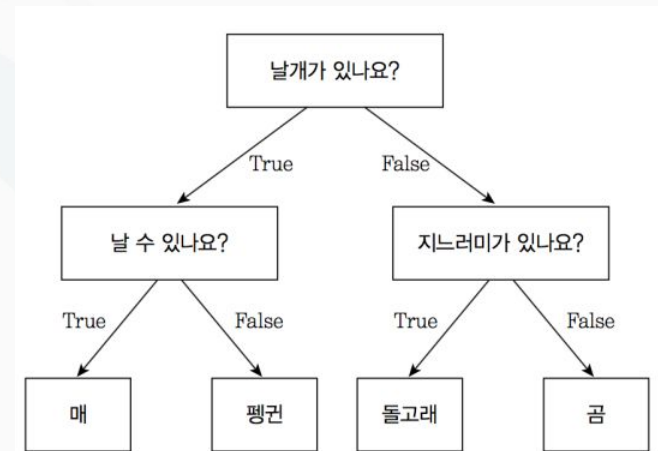 날개가 있나요?
True
False
날 수 있나요?
지느러미가 있나요?
True
False
True
False
매
펭귄
돌고래
곰